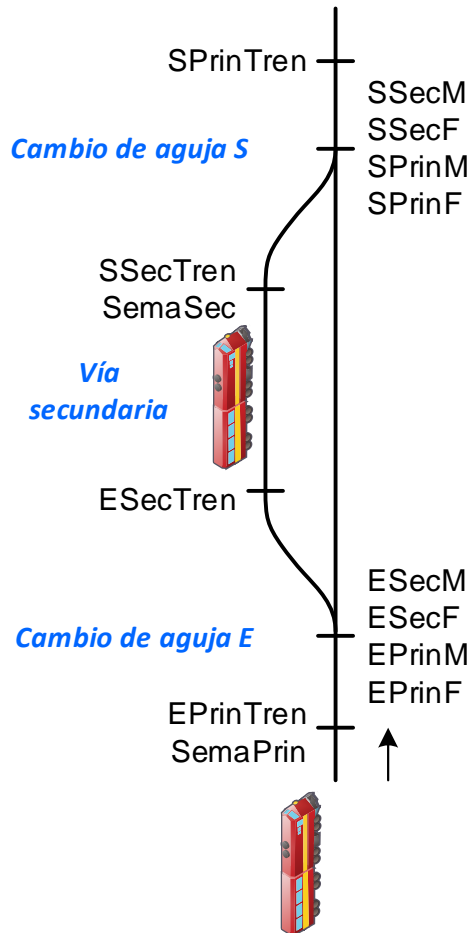 SPrinTren
SSecM
SSecF
Cambio de aguja S
SPrinM
SPrinF
SSecTren
SemaSec
Vía
secundaria
ESecTren
ESecM
ESecF
Cambio de aguja E
EPrinM
EPrinF
EPrinTren
SemaPrin